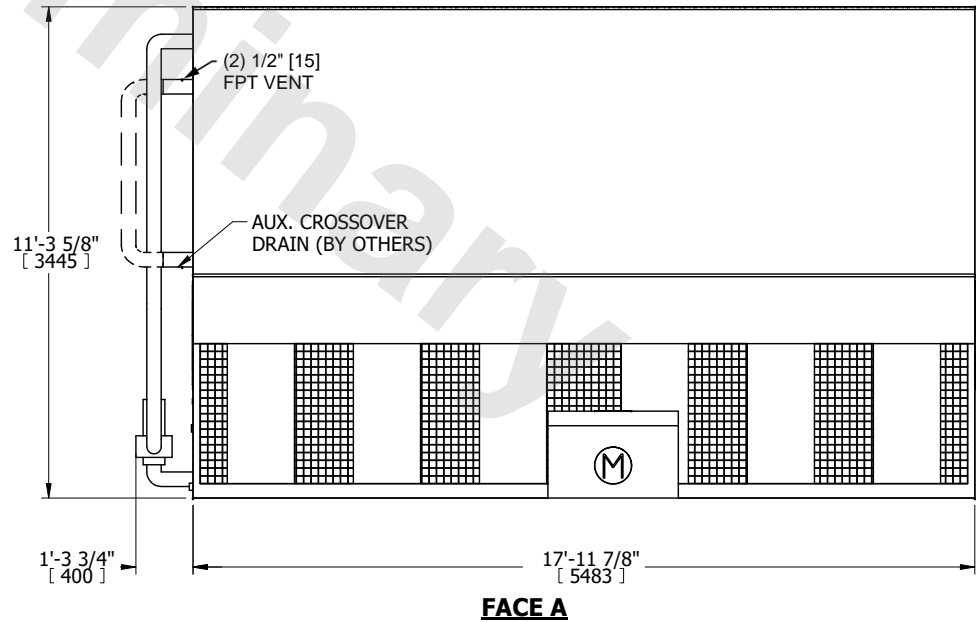 minary
(2) 1/2" [15]
FPT VENT
AUX. CROSSOVER
DRAIN (BY OTHERS)
11'-3 5/8"
[ 3445 ]
M
1'-3 3/4"
[ 400 ]
17'-11 7/8"
[ 5483 ]
FACE A